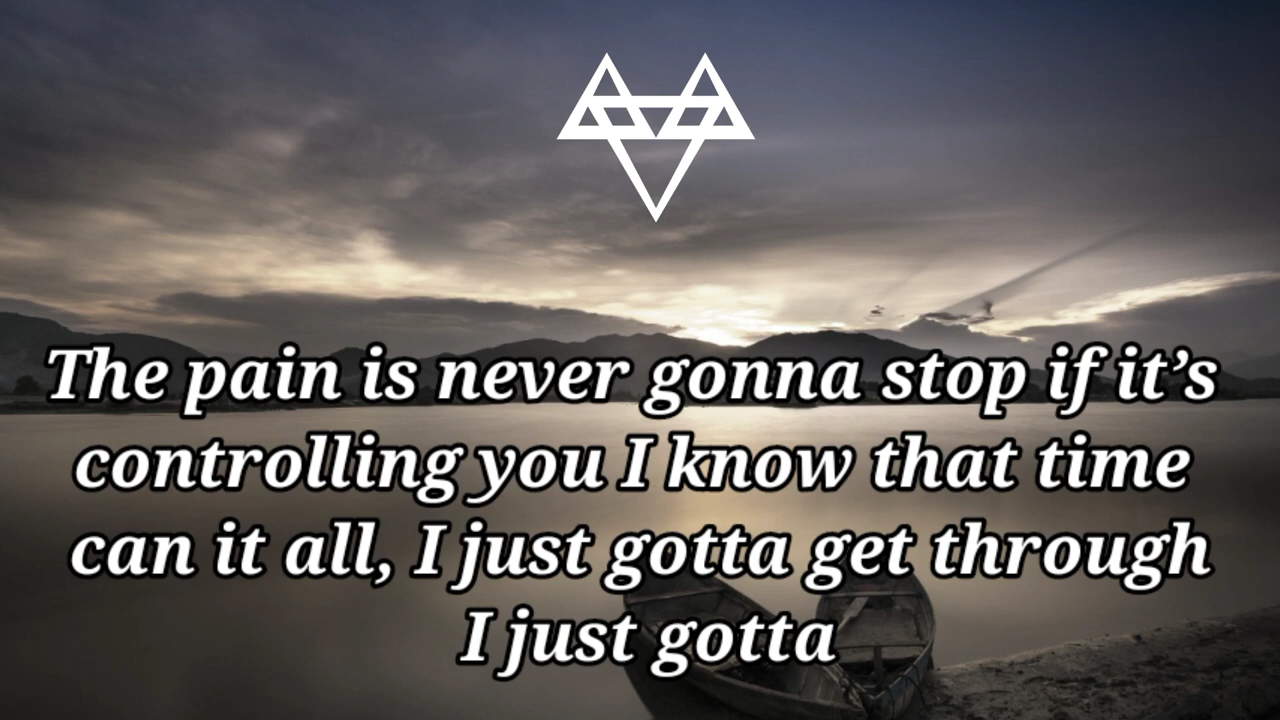 The pain is never gonna stop if it’s
controlling you I know that time
can it all, I just gotta get through
I just gotta